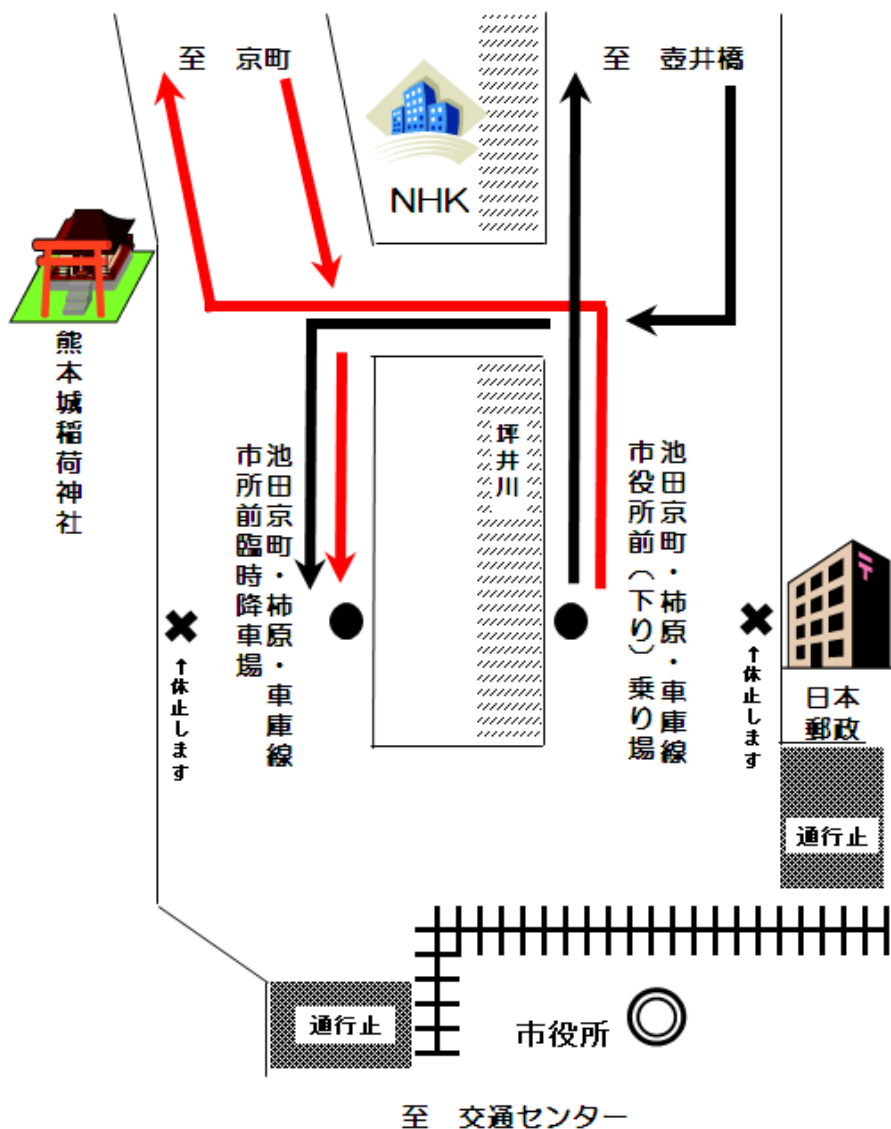 至　京町
至　壺井橋
NHK
熊本城稲荷神社
坪井川
池田京町・柿原・車庫線
市所前臨時降車場
池田京町・柿原・車庫線
市役所前（下り）乗り場
↑休止します
↑休止します
日本
郵政
通行止
通行止
市役所
至　交通センター